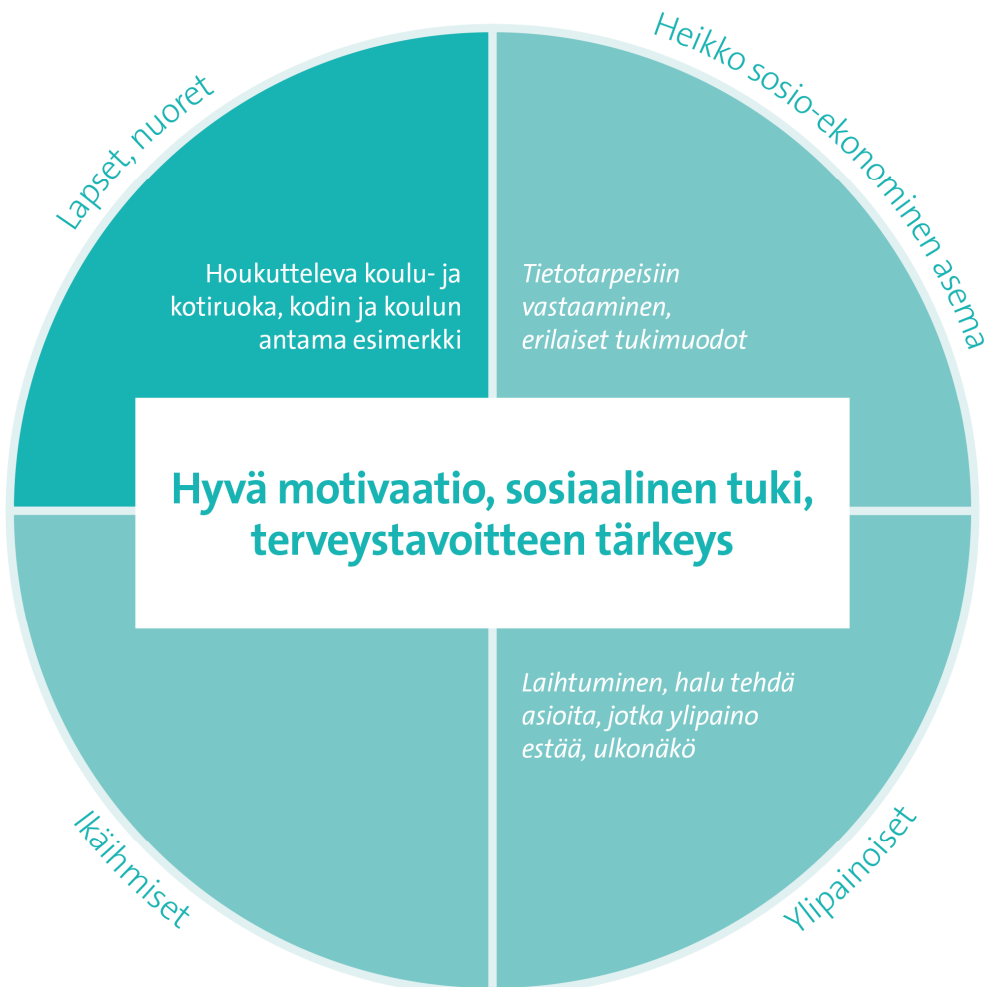 Lapset, nuoret
Heikko sosio-ekonominen asema
Houkutteleva koulu- ja
kotiruoka, kodin ja koulun
antama esimerkki
Tietotarpeisiin
vastaaminen,
erilaiset tukimuodot
Hyvä motivaatio, sosiaalinen tuki,
terveystavoitteen tärkeys
Laihtuminen, halu tehdä
asioita, jotka ylipaino
estää, ulkonäkö
Ikäihmiset
Ylipainoiset